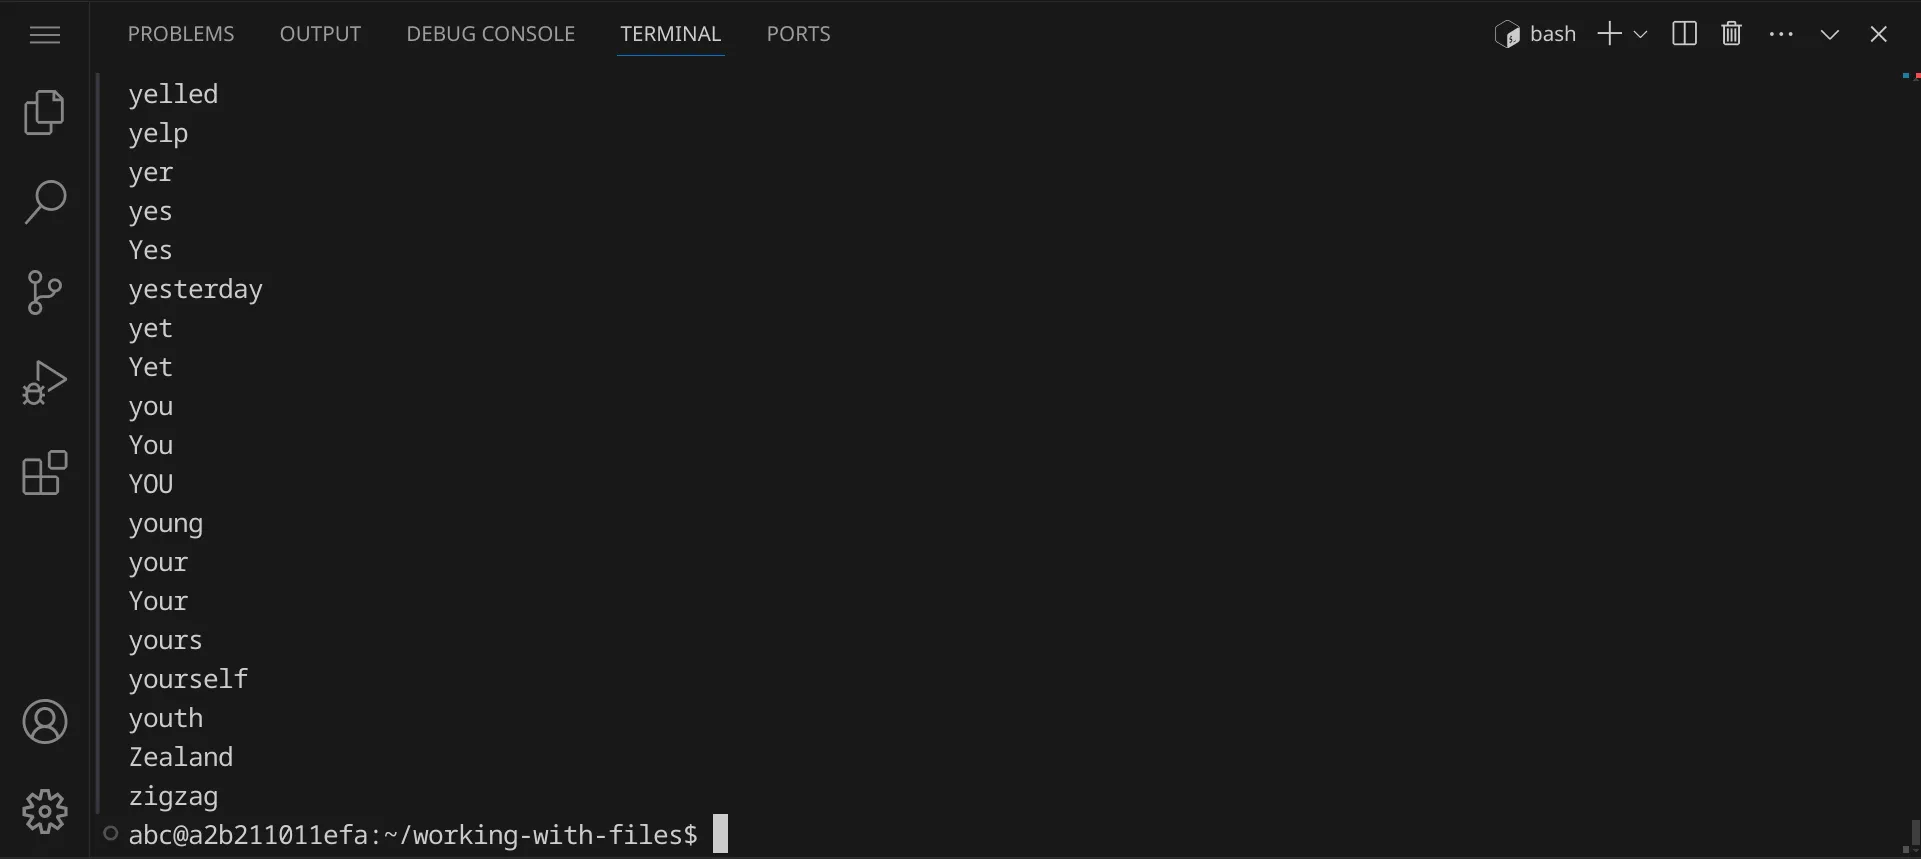 PROBLEMS OUTPUT DEBUG CONSOLE TERMINAL PORTS bash
yelled
yelp
yer
yes
Yes
yesterday
yet
Yet
you
You
YOU
young
your
Your
yours
yourself
youth
Zealand
zigzag
abc@a2b211011efa:~/working-with-files$